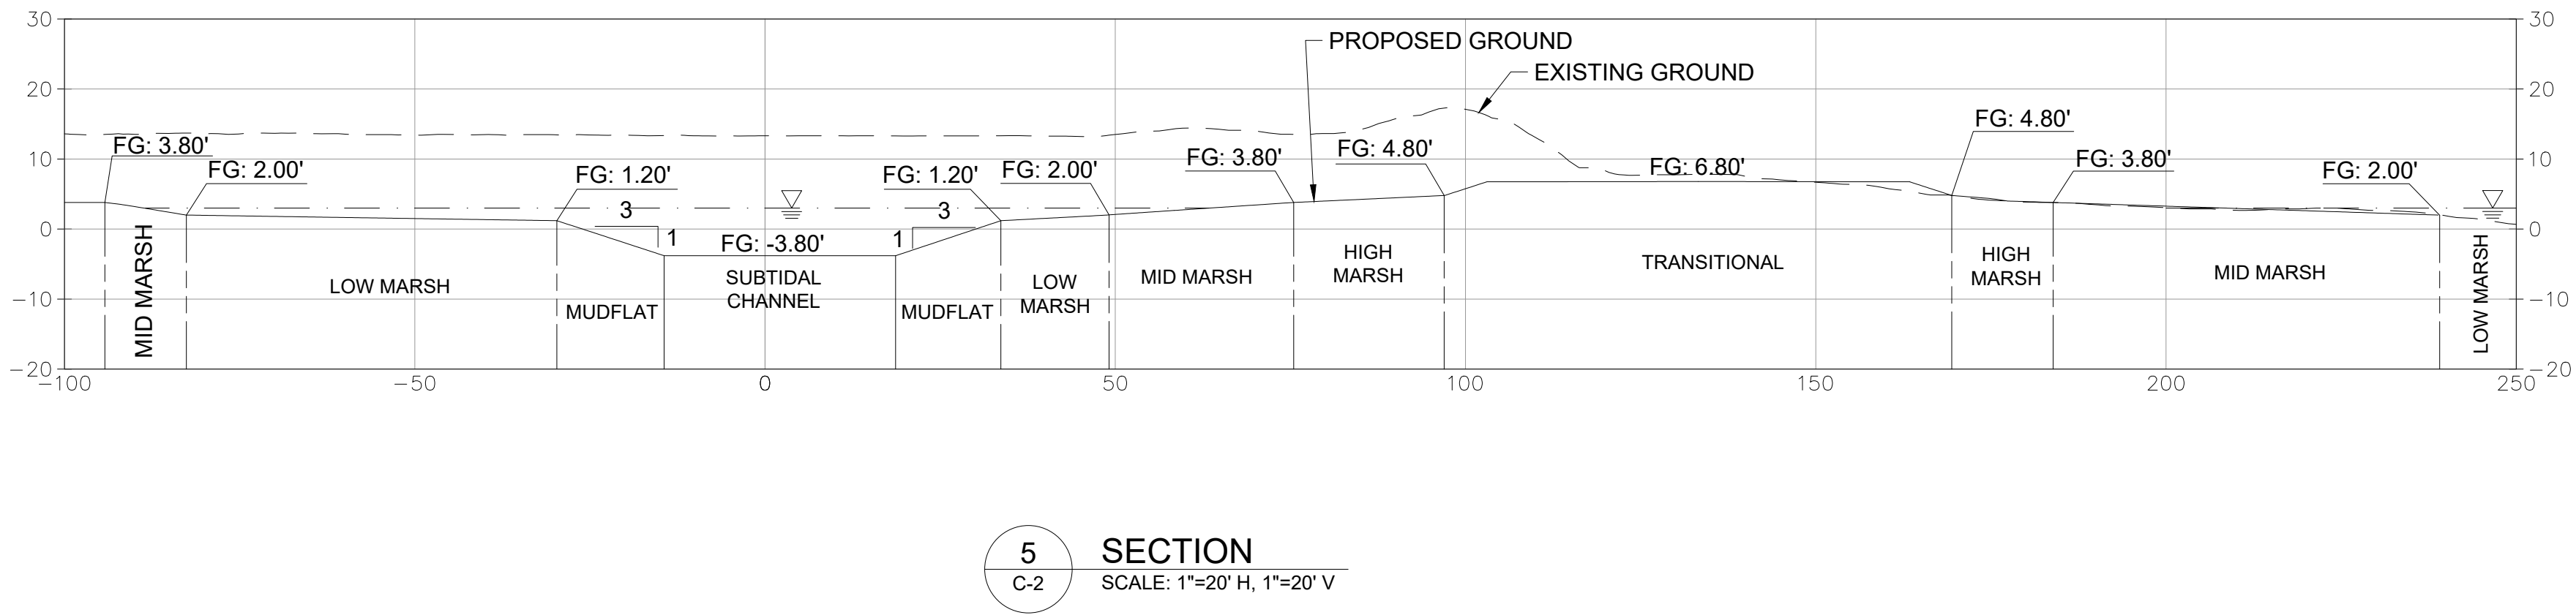 30
30
PROPOSED GROUND
EXISTING GROUND
20
20
FG: 4.80'
FG: 3.80'
FG: 4.80'
FG: 3.80'
FG: 3.80'
10
10
FG: 2.00'
FG: 1.20'
FG: 1.20'
FG: 2.00'
FG: 6.80'
FG: 2.00'
3
3
0
0
1
FG: -3.80'
1
MID MARSH
LOW MARSH
MUDFLAT
SUBTIDAL
CHANNEL
MUDFLAT
LOW
MARSH
MID MARSH
HIGH
MARSH
TRANSITIONAL
HIGH
MARSH
MID MARSH
LOW MARSH
-10
-10
-20
-20
-100
-50
0
50
100
150
200
250
5
C-2
SECTION
SCALE: 1"=20' H, 1"=20' V